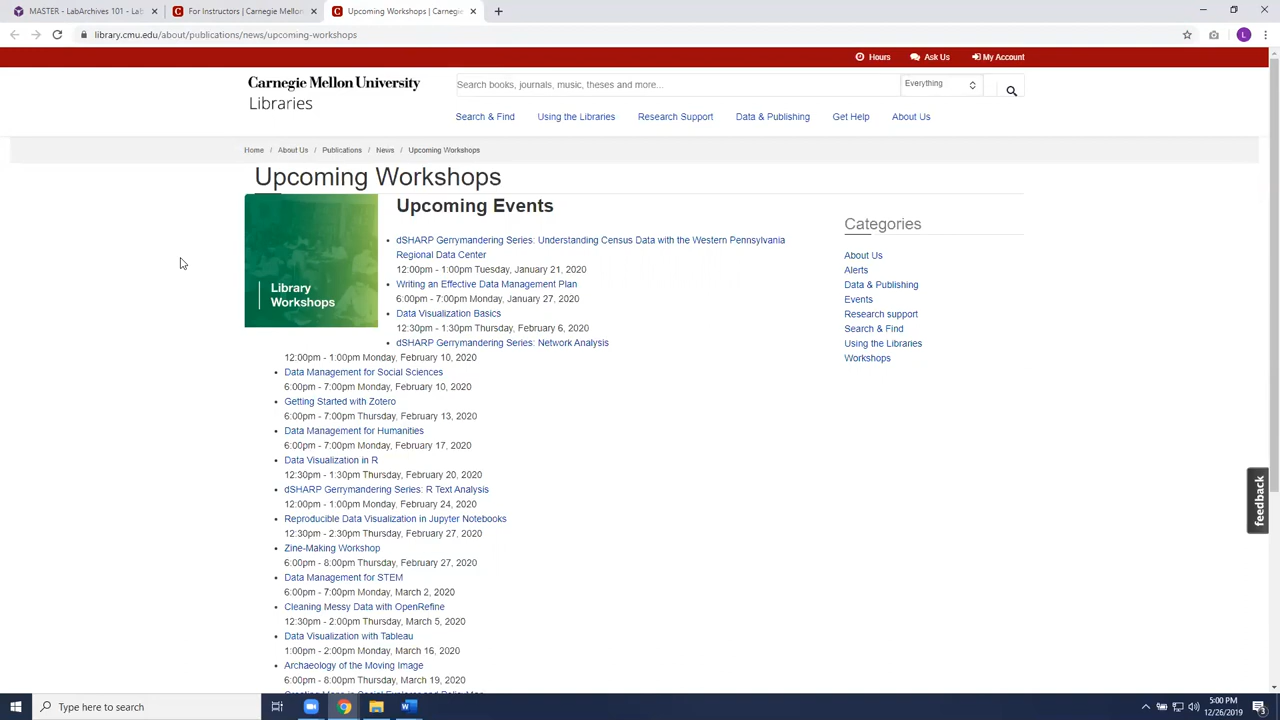 MASTER - LabArchives 101 - Lab
For Instructors | Carnegie Mellon
Upcoming Workshops | Carnegie
library.cmu.edu/about/publications/news/upcoming-workshops
L
Hours Ask Us My Account
Carnegie Mellon University
Libraries
Search books, journals, music, theses and more...
Everything
Search & Find Using the Libraries Research Support Data & Publishing Get Help About Us
Home / About Us / Publications / News / Upcoming Workshops
Upcoming Workshops
Library
Workshops
Upcoming Events
dSHARP Gerrymandering Series: Understanding Census Data with the Western Pennsylvania
Regional Data Center
12:00pm - 1:00pm Tuesday, January 21, 2020
Writing an Effective Data Management Plan
6:00pm - 7:00pm Monday, January 27, 2020
Data Visualization Basics
12:30pm - 1:30pm Thursday, February 6, 2020
dSHARP Gerrymandering Series: Network Analysis
12:00pm - 1:00pm Monday, February 10, 2020
Data Management for Social Sciences
6:00pm - 7:00pm Monday, February 10, 2020
Getting Started with Zotero
6:00pm - 7:00pm Thursday, February 13, 2020
Data Management for Humanities
6:00pm - 7:00pm Monday, February 17, 2020
Data Visualization in R
12:30pm - 1:30pm Thursday, February 20, 2020
dSHARP Gerrymandering Series: R Text Analysis
12:00pm - 1:00pm Monday, February 24, 2020
Reproducible Data Visualization in Jupyter Notebooks
12:30pm - 2:30pm Thursday, February 27, 2020
Zine-Making Workshop
6:00pm - 8:00pm Thursday, February 27, 2020
Data Management for STEM
6:00pm - 7:00pm Monday, March 2, 2020
Cleaning Messy Data with OpenRefine
12:30pm - 2:00pm Thursday, March 5, 2020
Data Visualization with Tableau
1:00pm - 2:00pm Monday, March 16, 2020
Archaeology of the Moving Image
6:00pm - 8:00pm Thursday, March 19, 2020
Categories
About Us
Alerts
Data & Publishing
Events
Research support
Search & Find
Using the Libraries
Workshops
feedback
Type here to search
5:00 PM
12/26/2019
3